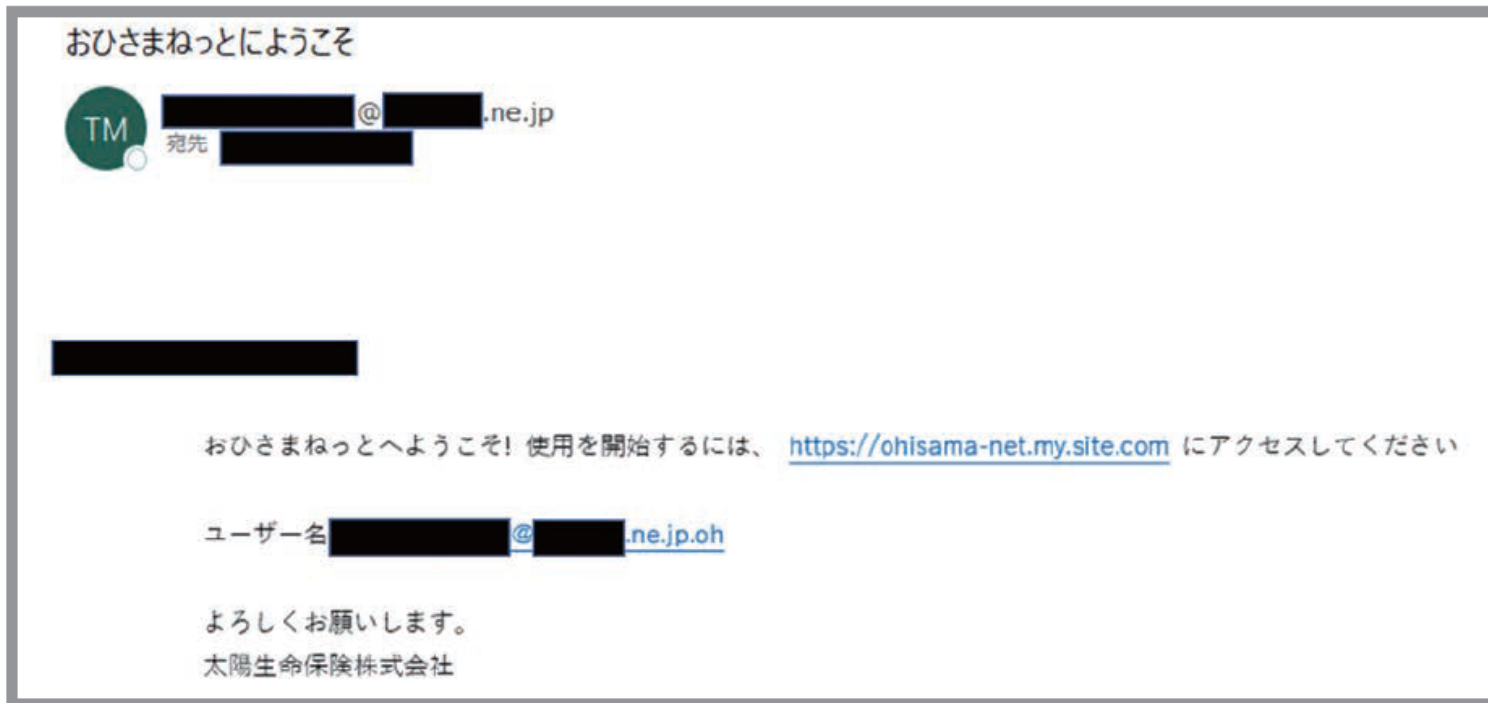 おひさまねっとにようこそ
TM
@ .ne.jp
宛先
おひさまねっとへようこそ! 使用を開始するには、 https://ohisama-net.my.site.com にアクセスしてください
ユーザー名 @ .ne.jp.oh
よろしくお願いします。
太陽生命保険株式会社